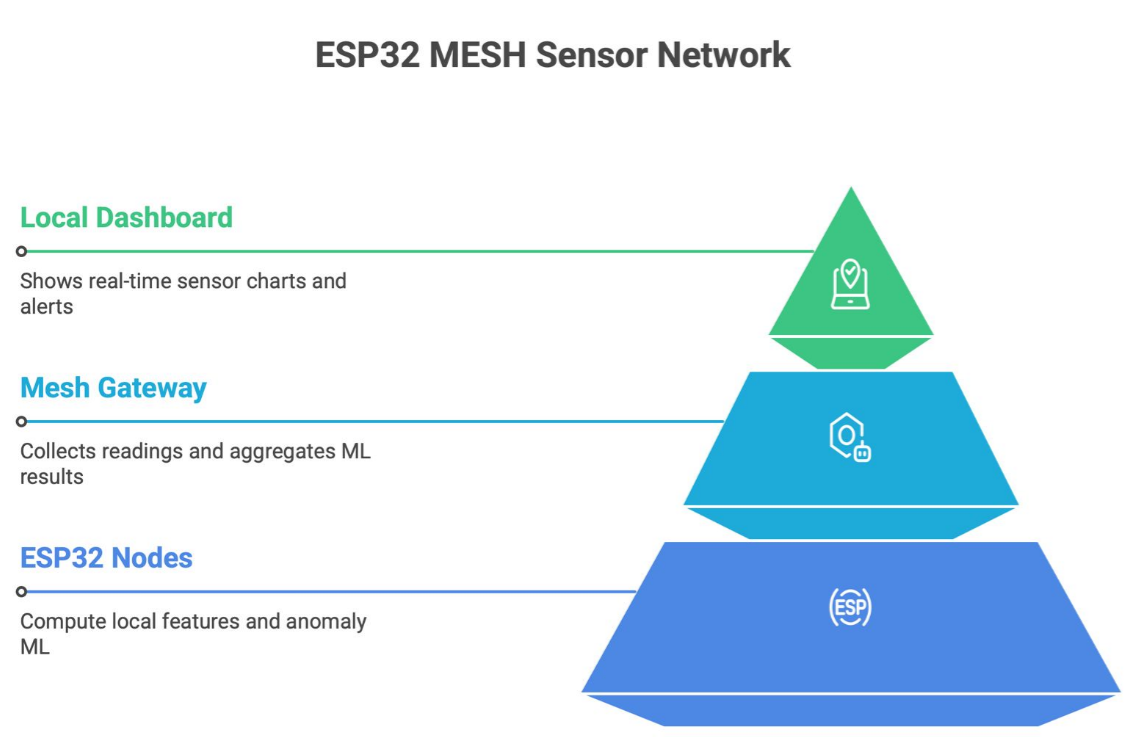 ESP32 MESH Sensor Network
Local Dashboard
Shows real-time sensor charts and
alerts
Mesh Gateway
Collects readings and aggregates ML
results
ESP32 Nodes
Compute local features and anomaly
ML
ESP